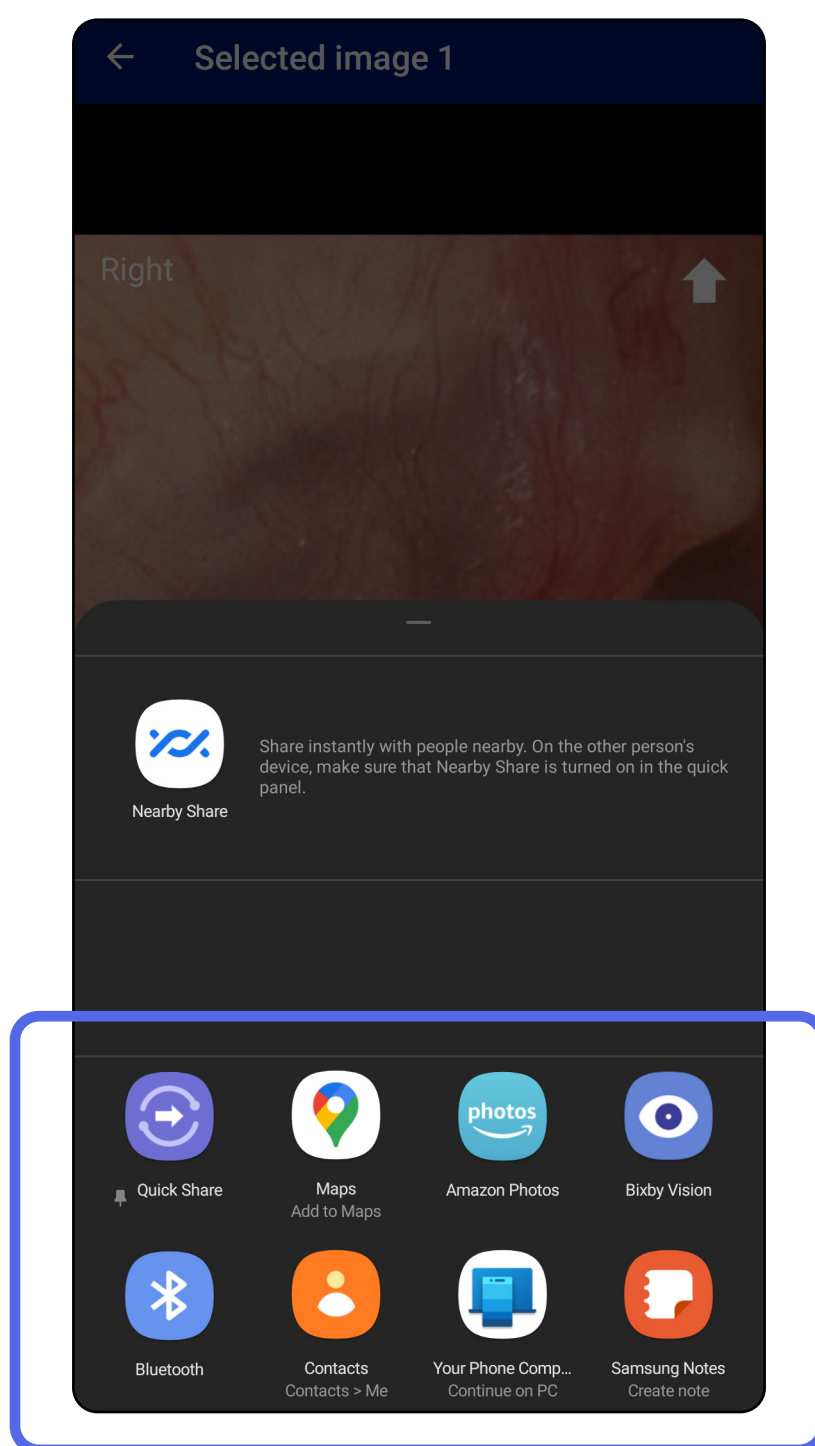 Selected image 1
Right
Share instantly with people nearby. On the other person's
device, make sure that Nearby Share is turned on in the quick
panel.
Nearby Share
photos
Quick Share
Maps
Add to Maps
Amazon Photos
Bixby Vision
Bluetooth
Contacts
Contacts > Me
Your Phone Comp...
Continue on PC
Samsung Notes
Create note